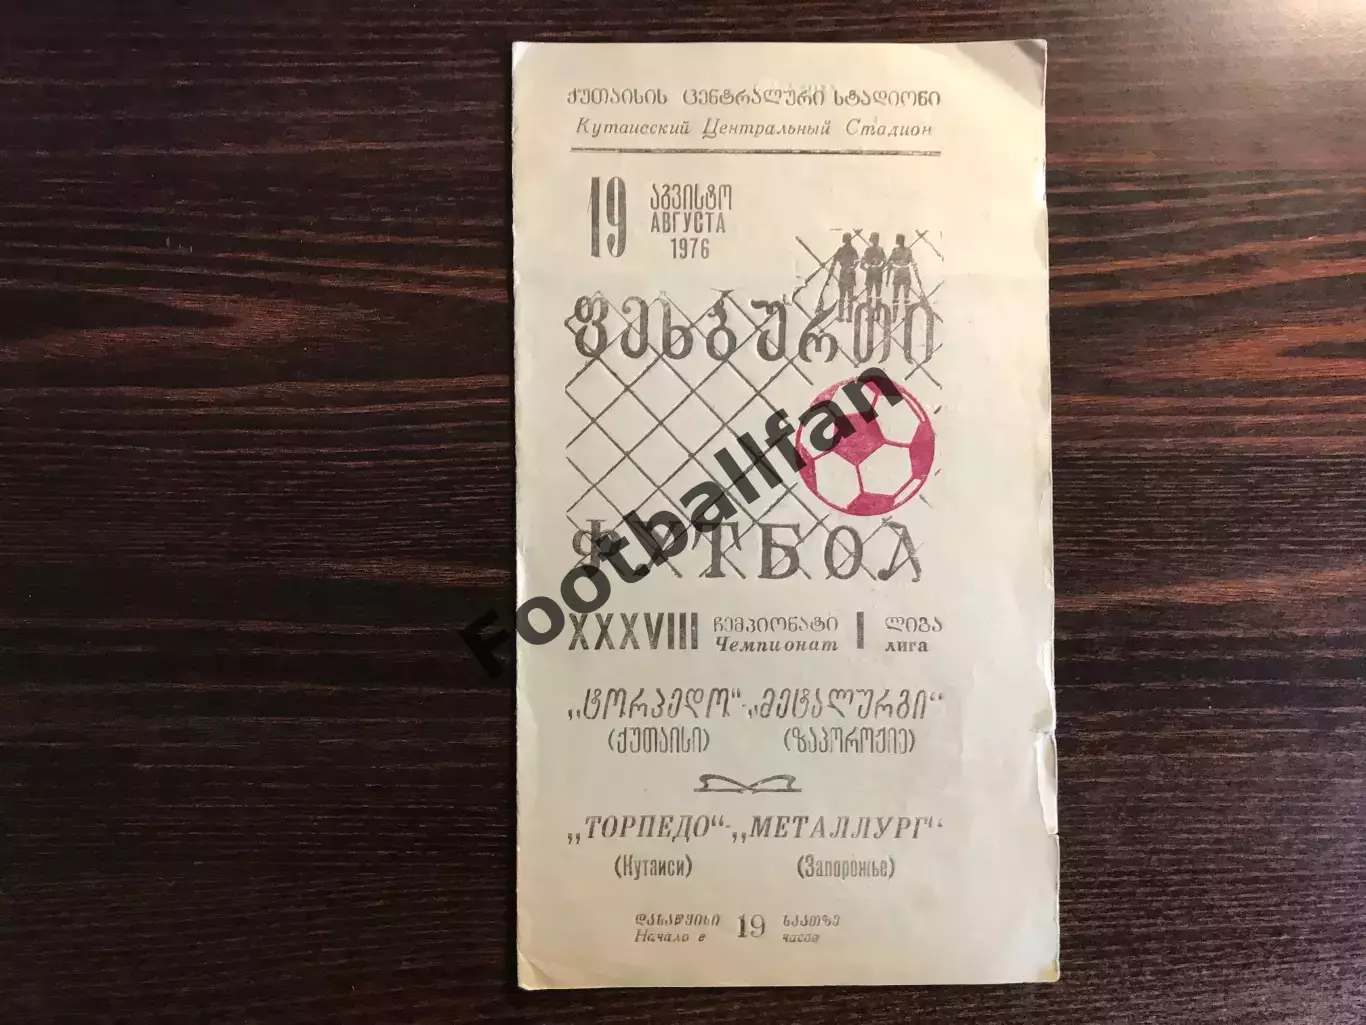 ქუთაისის ცენტრალური სტადიონი
Кутаисский Центральный Стадион
19 აგვისტო
АВГУСТА
1976
ფეხბურთი
Footballfan
ФУТБОЛ
XXXVIII ჩემპიონატი I ლიგა
Чемпионат лига
„ტორპედო“-„მეტალურგი“
(ქუთაისი) (ზაპოროჟიე)
„ТОРПЕДО“-„МЕТАЛЛУРГ“
(Кутаиси) (Запорожье)
დასაწყისი 19 საათზე
Начало в часов